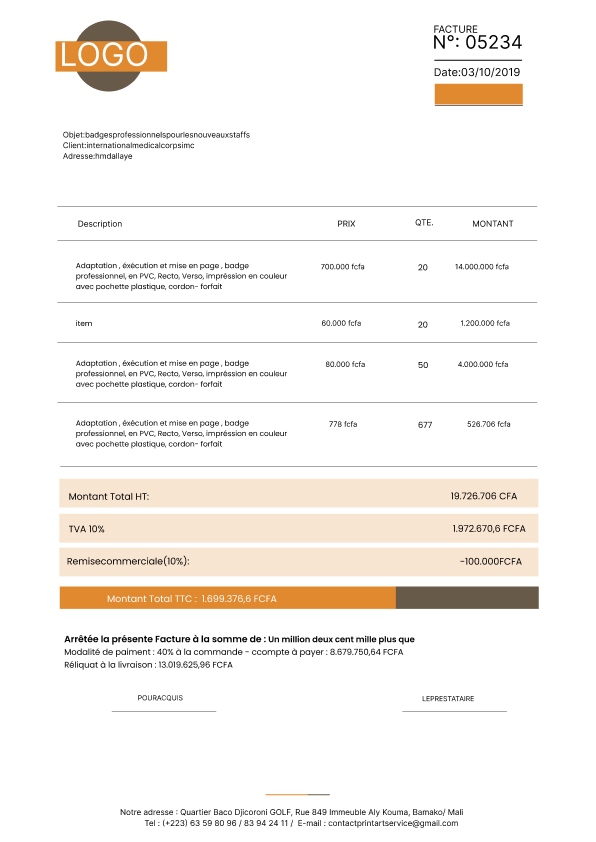 LOGO
FACTURE
N°: 05234
Date:03/10/2019
Objet:badgesprofessionnelspourlesnouveauxstaffs
Client:internationalmedicalcorpsimc
Adresse:hmdallaye
Description PRIX QTE. MONTANT
Adaptation , éxécution et mise en page , badge
professionnel, en PVC, Recto, Verso, impréssion en couleur
avec pochette plastique, cordon- forfait
700.000 fcfa 20 14.000.000 fcfa
item 60.000 fcfa 20 1.200.000 fcfa
Adaptation , éxécution et mise en page , badge
professionnel, en PVC, Recto, Verso, impréssion en couleur
avec pochette plastique, cordon- forfait
80.000 fcfa 50 4.000.000 fcfa
Adaptation , éxécution et mise en page , badge
professionnel, en PVC, Recto, Verso, impréssion en couleur
avec pochette plastique, cordon- forfait
778 fcfa 677 526.706 fcfa
Montant Total HT: 19.726.706 CFA
TVA 10% 1.972.670,6 FCFA
Remisecommerciale(10%): -100.000FCFA
Montant Total TTC : 1.699.376,6 FCFA
Arrêtée la présente Facture à la somme de : Un million deux cent mille plus que
Modalité de paiment : 40% à la commande - ccompte à payer : 8.679.750,64 FCFA
Réliquat à la livraison : 13.019.625,96 FCFA
POURACQUIS LEPRESTATAIRE
Notre adresse : Quartier Baco Djicoroni GOLF, Rue 849 Immeuble Aly Kouma, Bamako/ Mali
Tel : (+223) 63 59 80 96 / 83 94 24 11 / E-mail : contactprintartservice@gmail.com